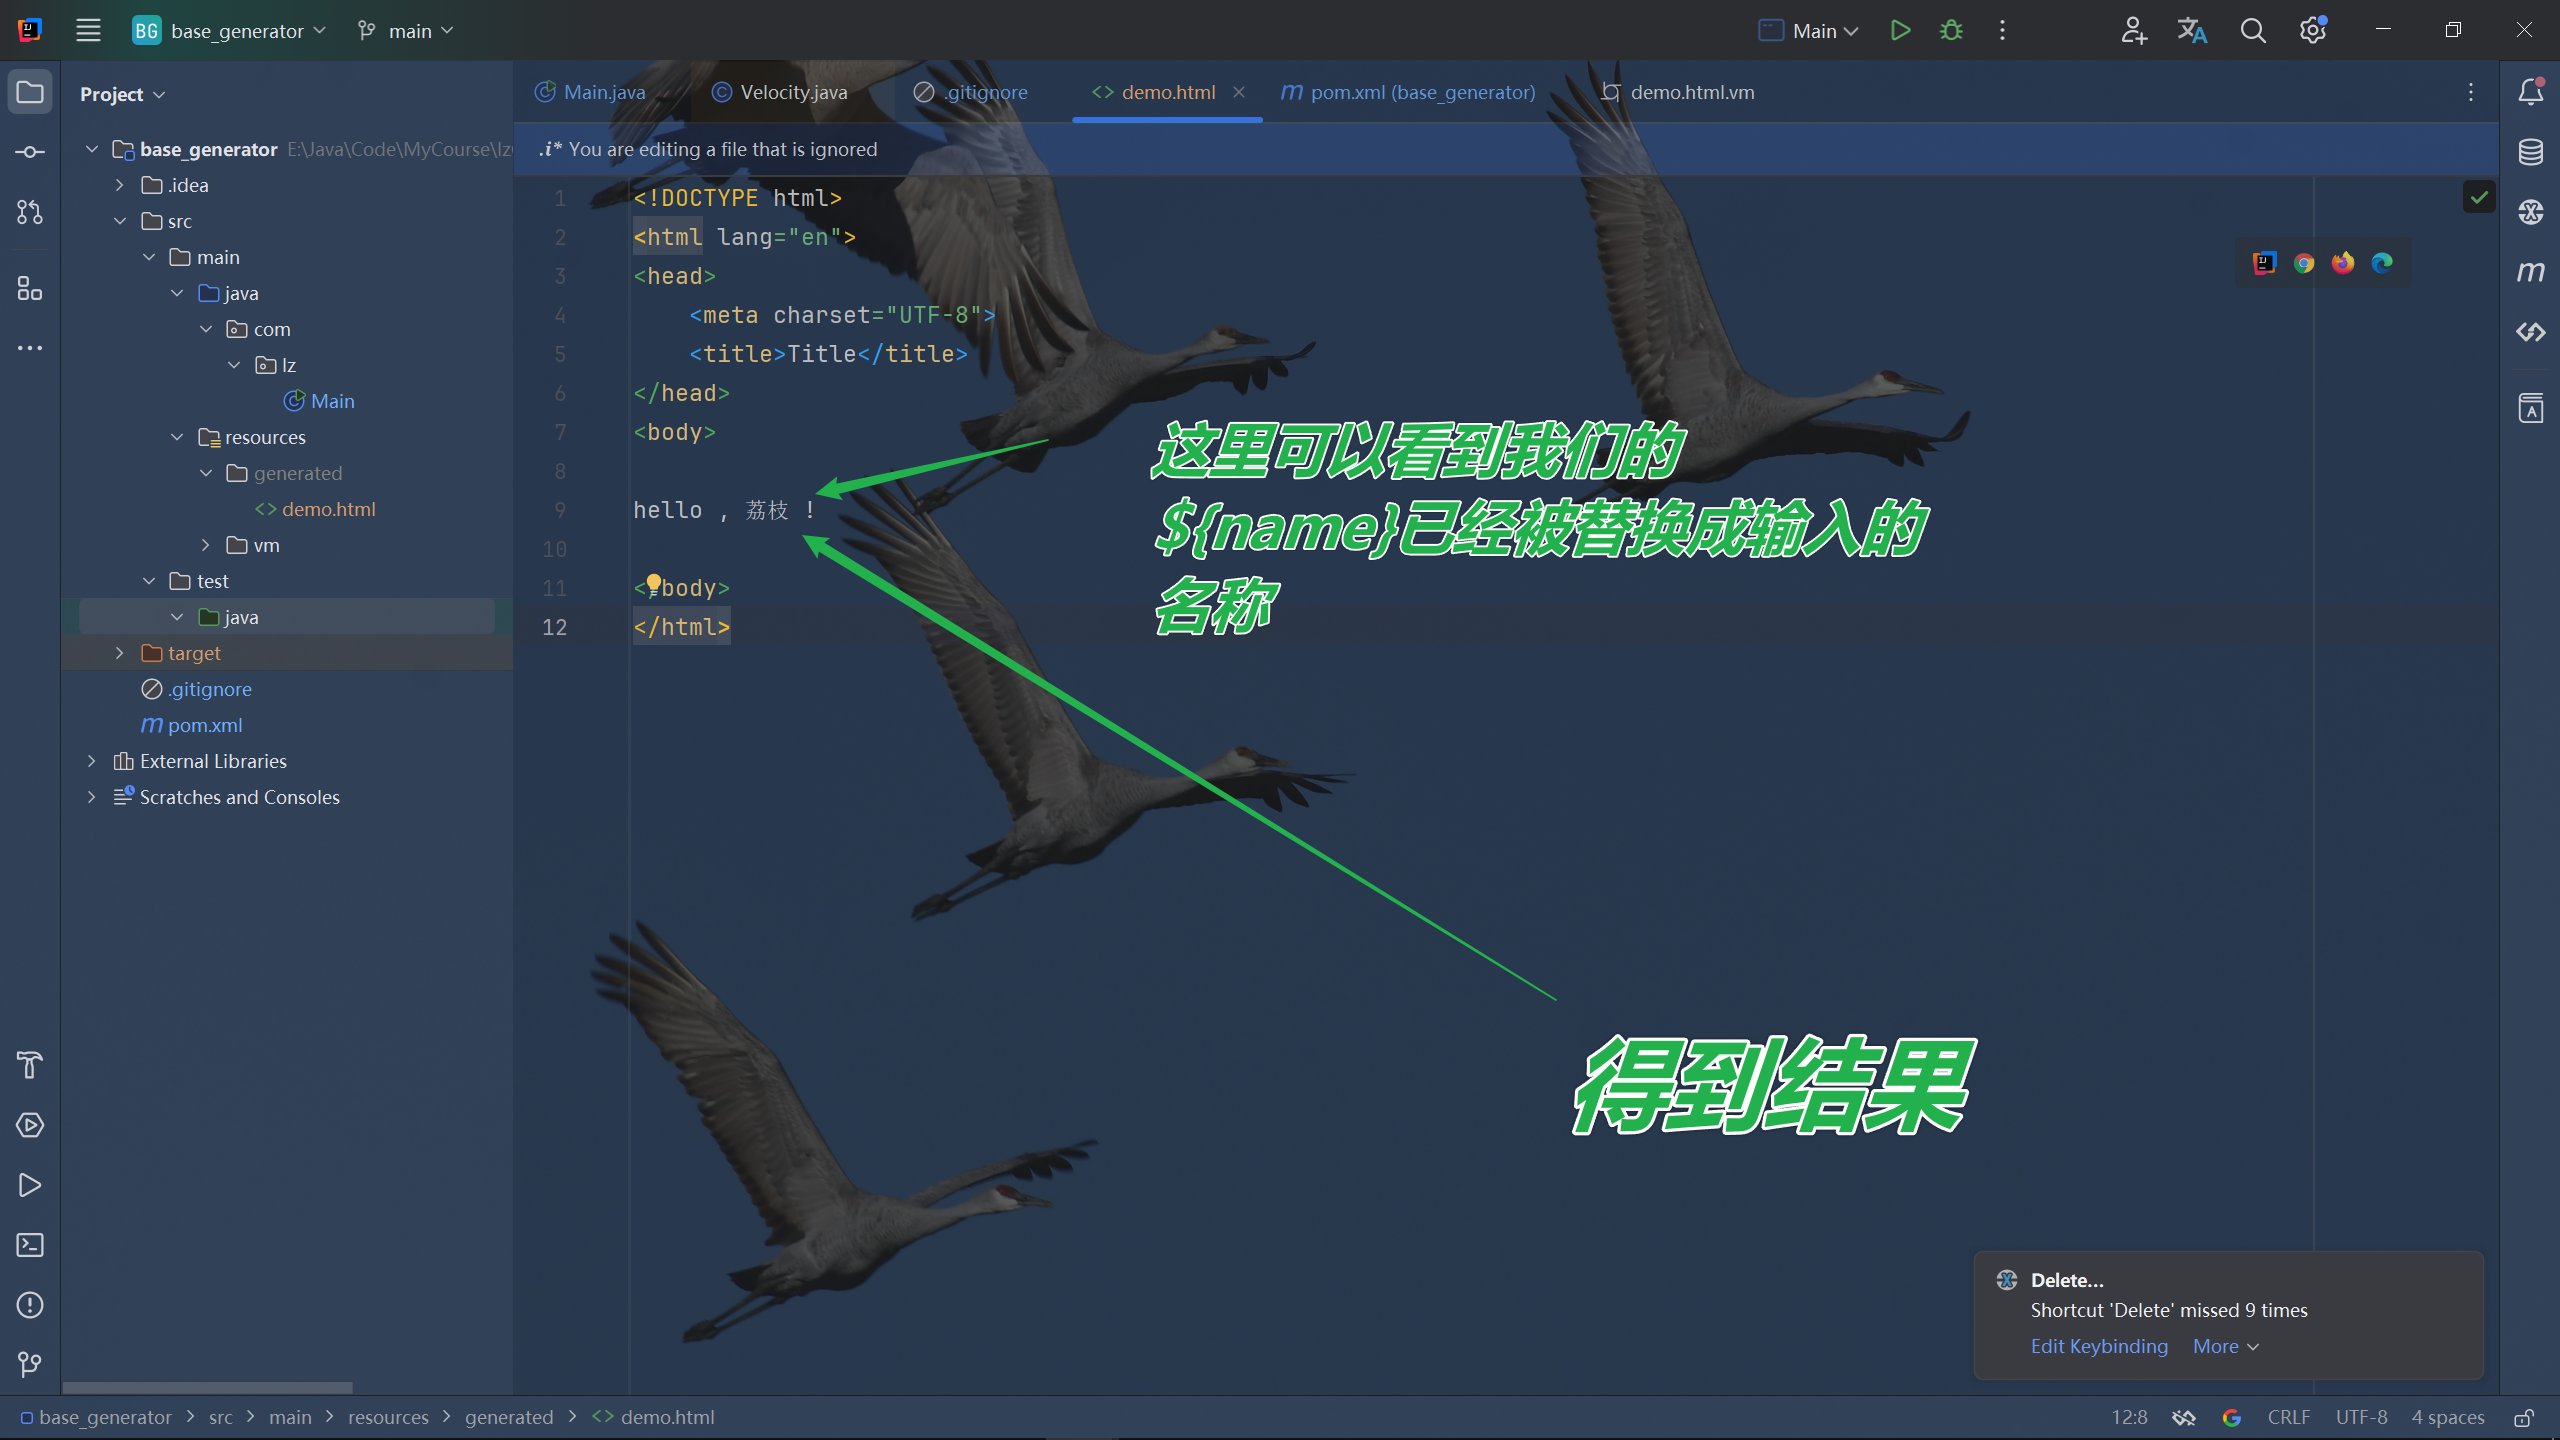 BG base_generator
main
Main
Project
base_generator E:\Java\Code\MyCourse\lz
.idea
src
main
java
com
lz
Main
resources
generated
demo.html
vm
test
java
target
.gitignore
pom.xml
External Libraries
Scratches and Consoles
Main.java
Velocity.java
.gitignore
demo.html
pom.xml (base_generator)
demo.html.vm
.i* You are editing a file that is ignored
1 <!DOCTYPE html>
2 <html lang="en">
3 <head>
4 <meta charset="UTF-8">
5 <title>Title</title>
6 </head>
7 <body>
8
9 hello , 荔枝 !
10
11 </body>
12 </html>
这里可以看到我们的
${name}已经被替换成输入的
名称
得到结果
Delete...
Shortcut 'Delete' missed 9 times
Edit Keybinding More
base_generator > src > main > resources > generated > demo.html
12:8 CRLF UTF-8 4 spaces